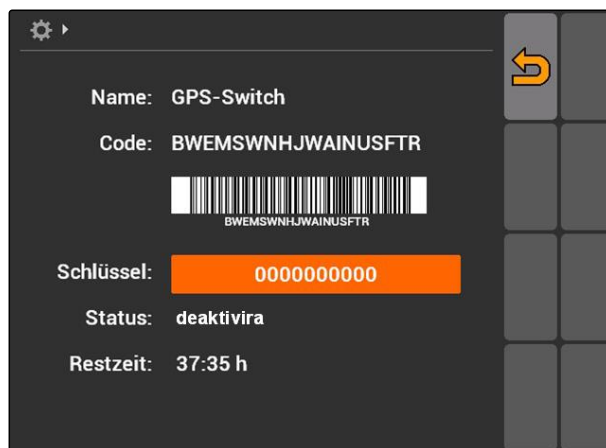 Name: GPS-Switch
Code: BWEMSWNHJWAINUSFTR
BWEMSWNHJWAINUSFTR
Schlüssel: 0000000000
Status: deaktivira
Restzeit: 37:35 h